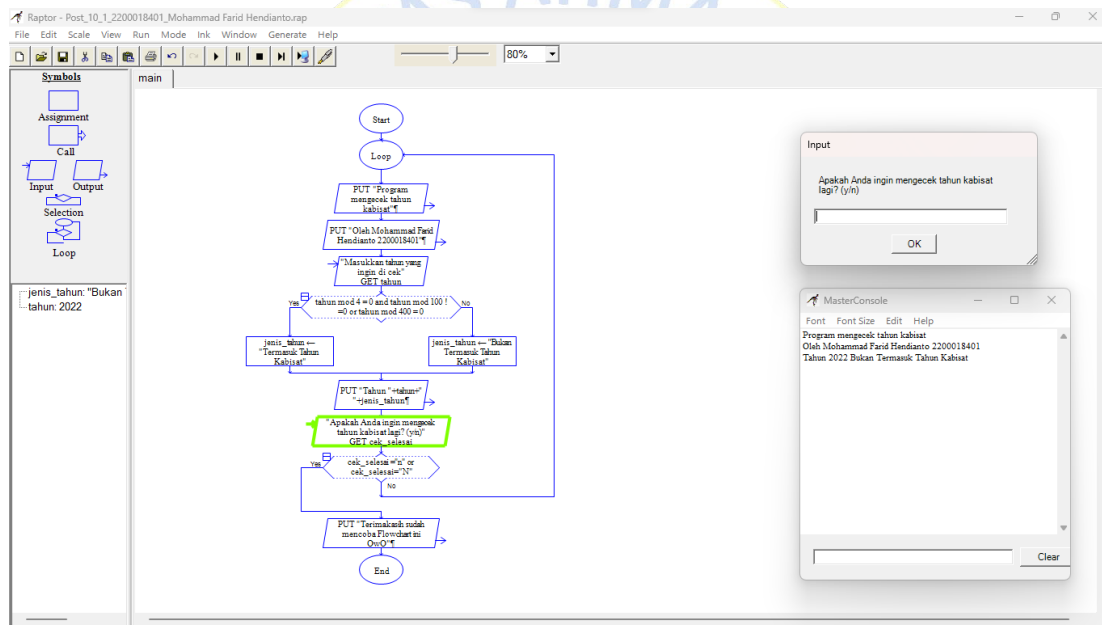 Raptor - Post_10_1_2200018401_Mohammad Farid Hendianto.rap
File Edit Scale View Run Mode Ink Window Generate Help
80%
Symbols
Assignment
Call
Input Output
Selection
Loop
jenis_tahun: "Bukan
tahun: 2022
main
Start
Loop
PUT "Program
mengecek tahun
kabisat"¶
PUT "Oleh Mohammad Farid
Hendianto 2200018401"¶
"Masukkan tahun yang
ingin di cek"
GET tahun
Yes
tahun mod 4 = 0 and tahun mod 100 !
=0 or tahun mod 400 = 0
No
jenis_tahun ←
"Termasuk Tahun
Kabisat"
jenis_tahun ← "Bukan
Termasuk Tahun
Kabisat"
PUT "Tahun "+tahun+"
"+jenis_tahun¶
"Apakah Anda ingin mengecek
tahun kabisat lagi? (y/n)"
GET cek_selesai
Yes
cek_selesai="n" or
cek_selesai="N"
No
PUT "Terimakasih sudah
mencoba Flowchart ini
OwO"¶
End
Input
Apakah Anda ingin mengecek tahun kabisat
lagi? (y/n)
OK
MasterConsole
Font Font Size Edit Help
Program mengecek tahun kabisat
Oleh Mohammad Farid Hendianto 2200018401
Tahun 2022 Bukan Termasuk Tahun Kabisat
Clear